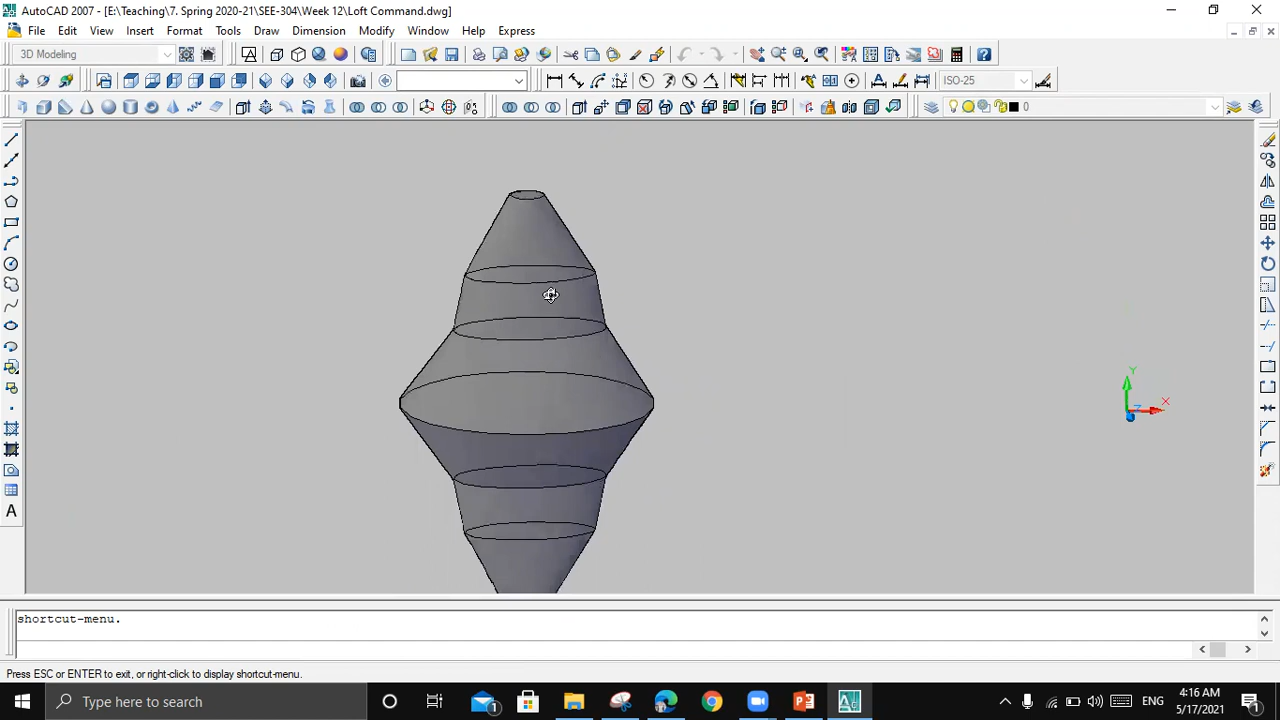 AutoCAD 2007 - [E:\Teaching\7. Spring 2020-21\SEE-304\Week 12\Loft Command.dwg]
File Edit View Insert Format Tools Draw Dimension Modify Window Help Express
3D Modeling
ISO-25
0
A
Y
X
Z
shortcut-menu.
Press ESC or ENTER to exit, or right-click to display shortcut-menu.
Type here to search
1
ENG
4:16 AM
5/17/2021
1